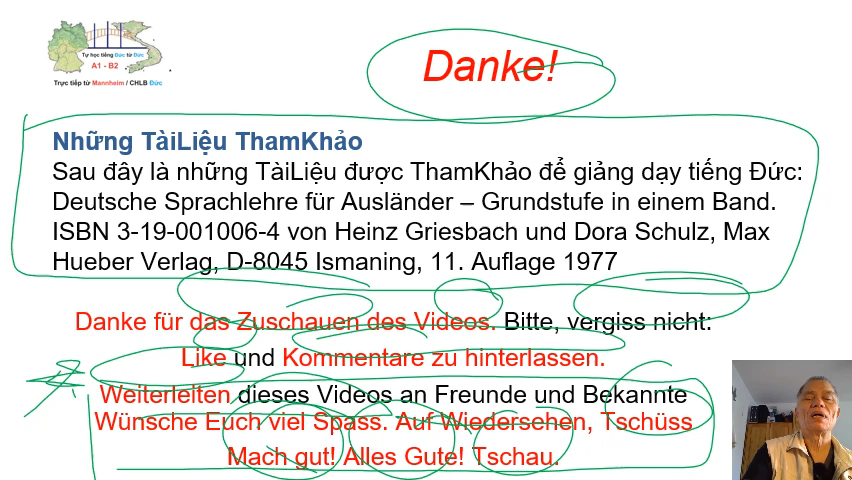 Tự học tiếng Đức từ Đức
A1 - B2
Trực tiếp từ Mannheim / CHLB Đức
Danke!
Những TàiLiệu ThamKhảo
Sau đây là những TàiLiệu được ThamKhảo để giảng dạy tiếng Đức:
Deutsche Sprachlehre für Ausländer – Grundstufe in einem Band.
ISBN 3-19-001006-4 von Heinz Griesbach und Dora Schulz, Max
Hueber Verlag, D-8045 Ismaning, 11. Auflage 1977
Danke für das Zuschauen des Videos. Bitte, vergiss nicht:
Like und Kommentare zu hinterlassen.
Weiterleiten dieses Videos an Freunde und Bekannte
Wünsche Euch viel Spass. Auf Wiedersehen, Tschüss
Mach gut! Alles Gute! Tschau.